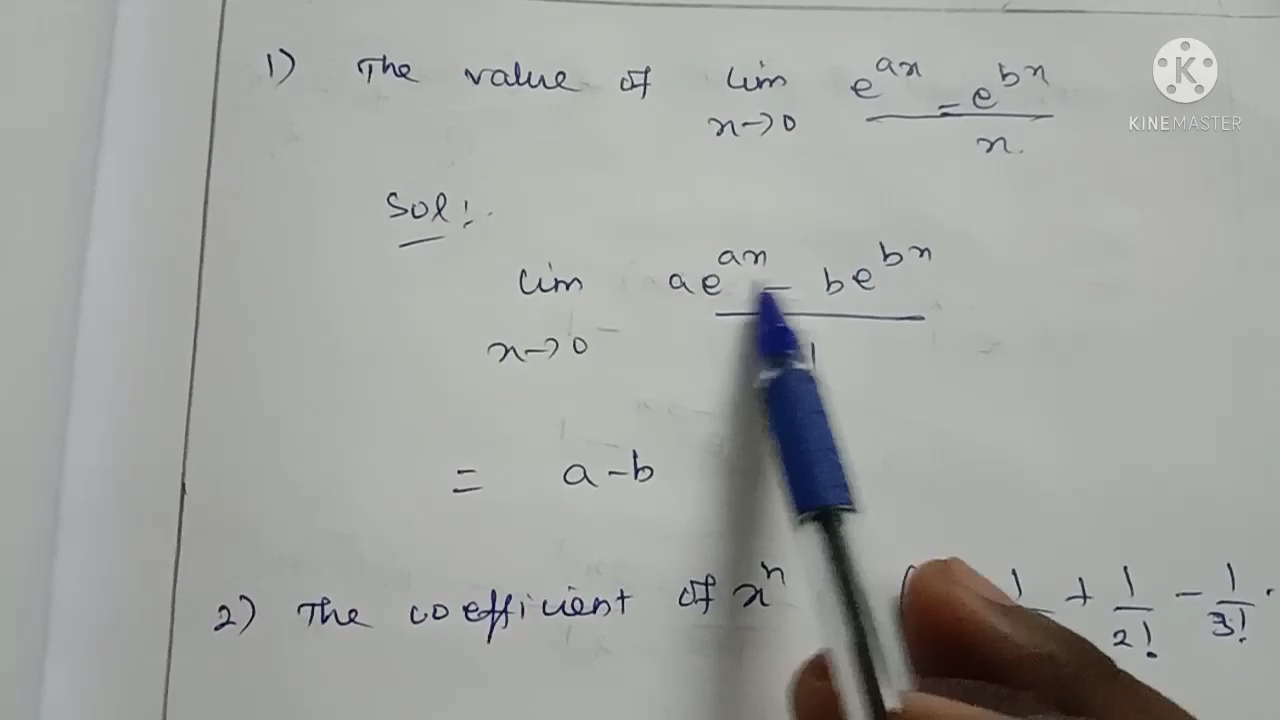 1) The value of lim e^ax - e^bx
x→0 x
KINEMASTER
Sol:
lim ae^ax - be^bx
x→0 1
= a-b
2) The coefficient of x^n ( 1 + 1/2! - 1/3!